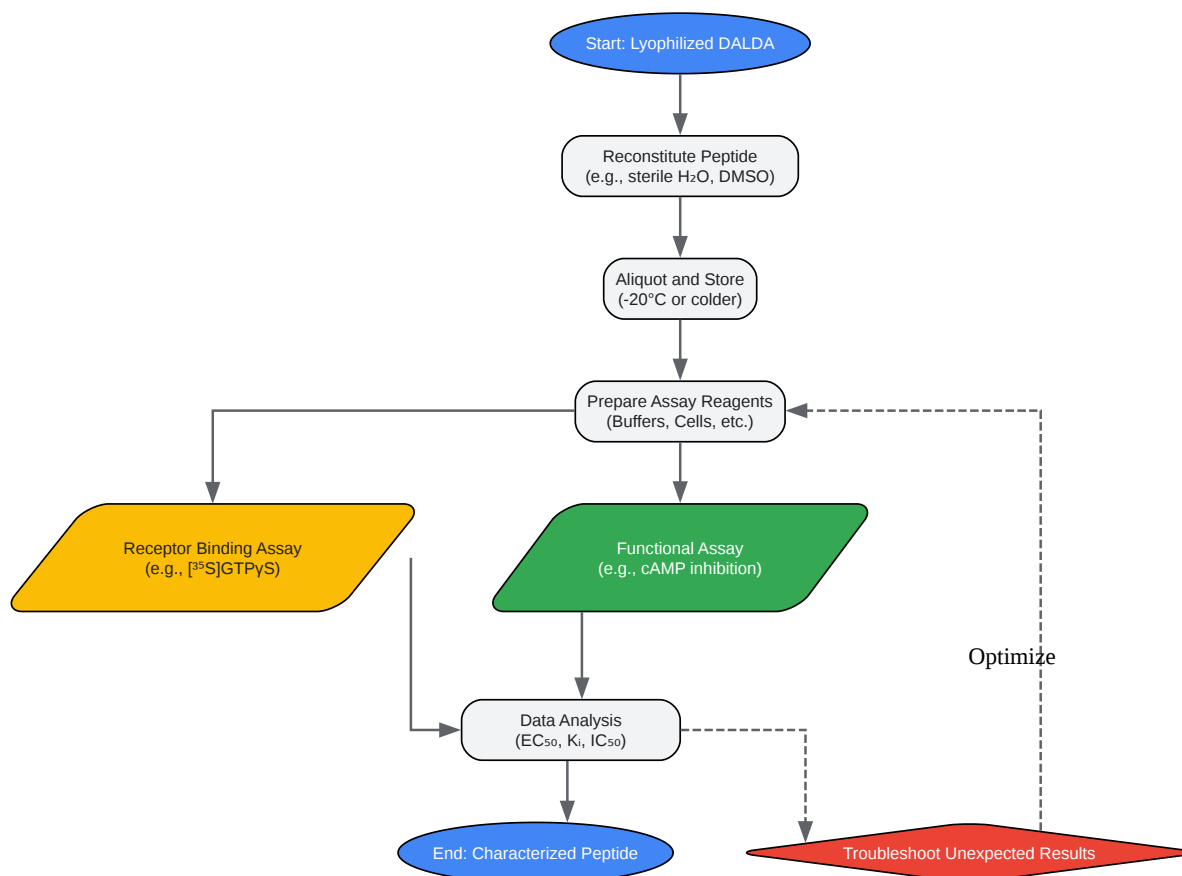 Start: Lyophilized DALDA
Reconstitute Peptide
(e.g., sterile H₂O, DMSO)
Aliquot and Store
(-20°C or colder)
Prepare Assay Reagents
(Buffers, Cells, etc.)
Receptor Binding Assay
(e.g., [³⁵S]GTPγS)
Functional Assay
(e.g., cAMP inhibition)
Optimize
Data Analysis
(EC₅₀, Kᵢ, IC₅₀)
End: Characterized Peptide
Troubleshoot Unexpected Results